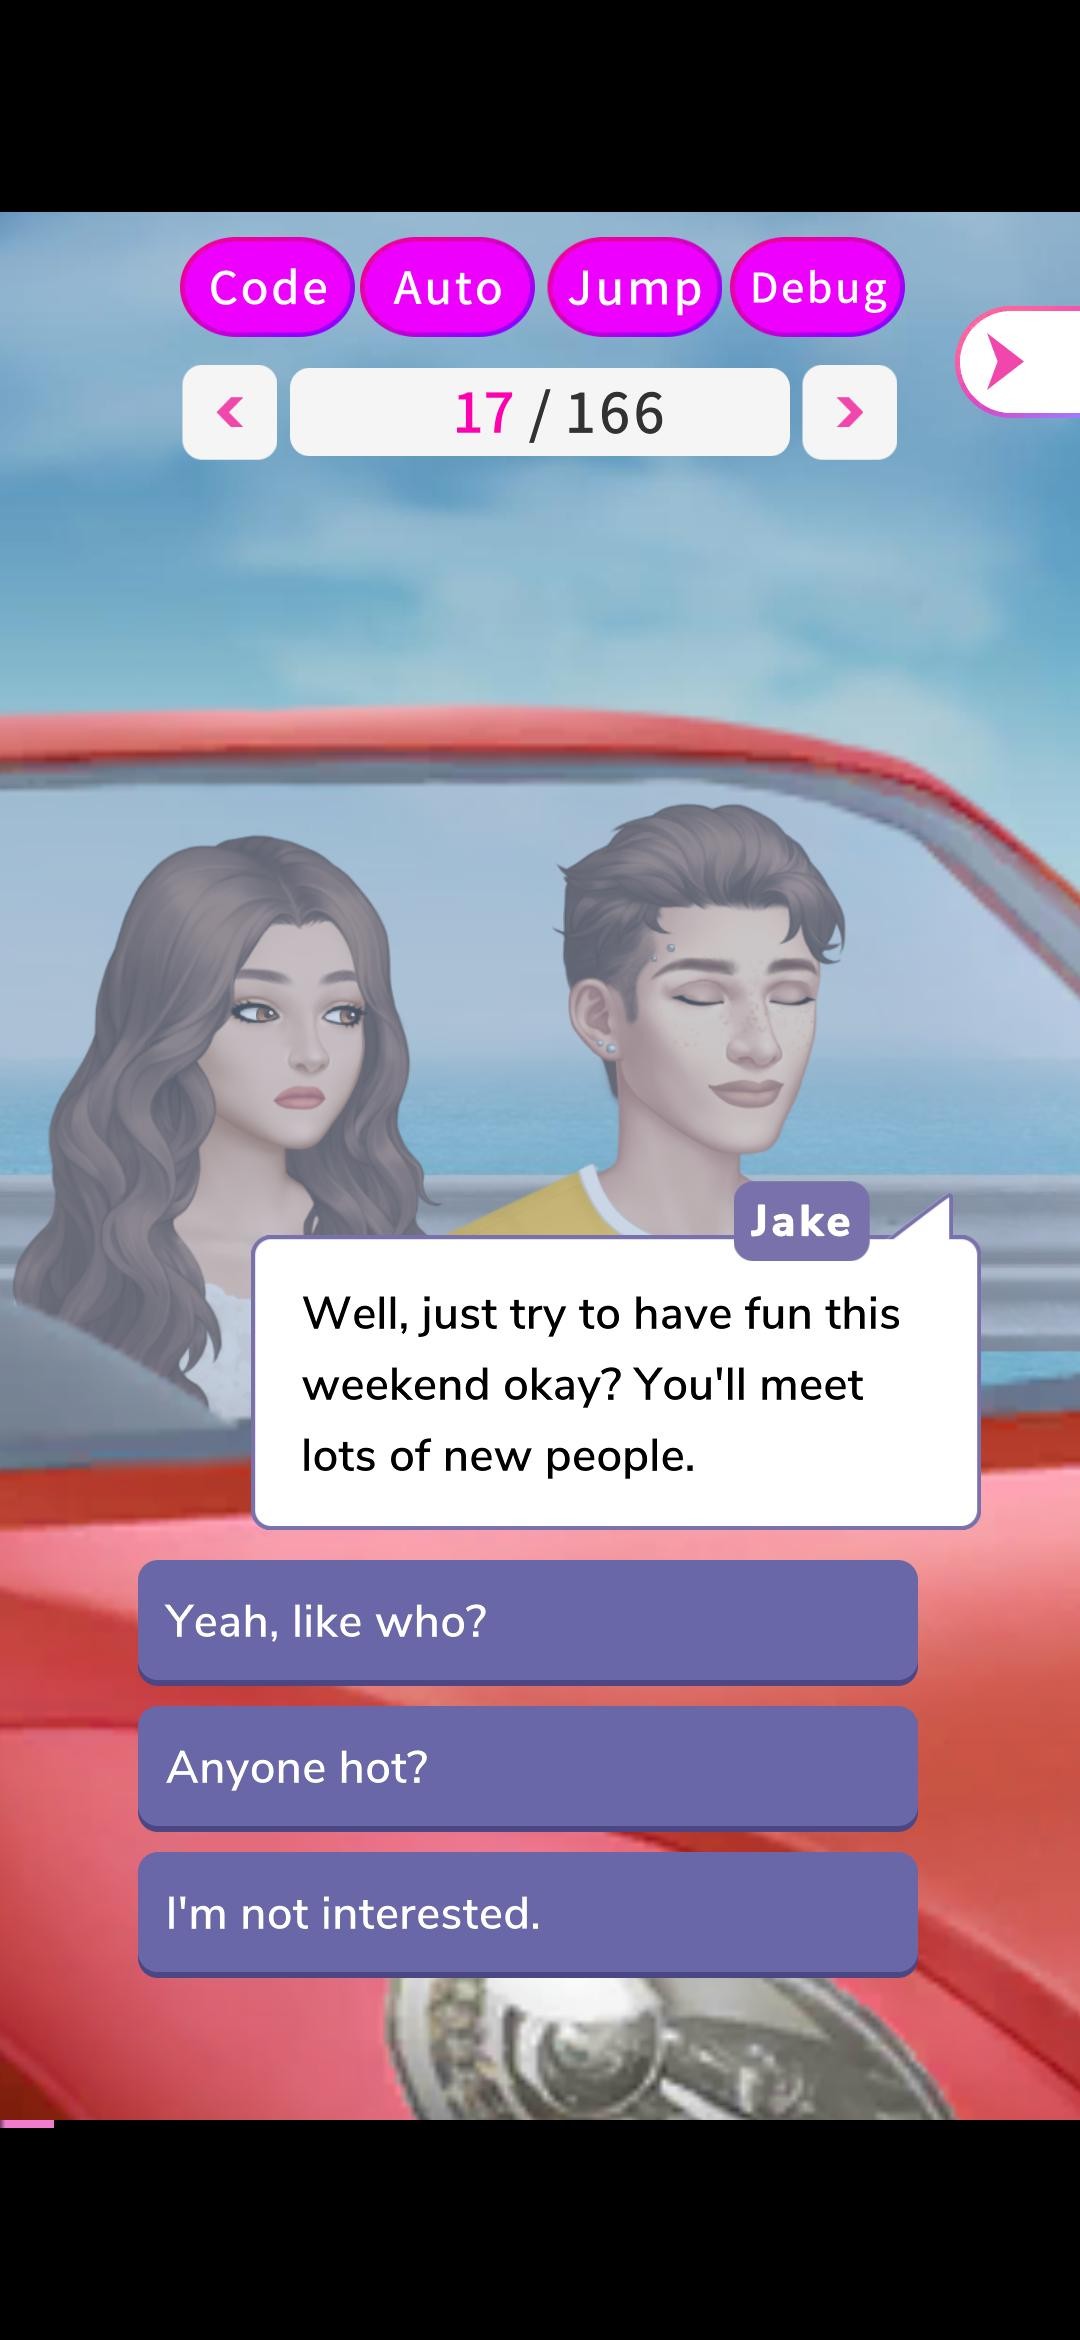 Code Auto Jump Debug
17 / 166
Jake
Well, just try to have fun this
weekend okay? You'll meet
lots of new people.
Yeah, like who?
Anyone hot?
I'm not interested.